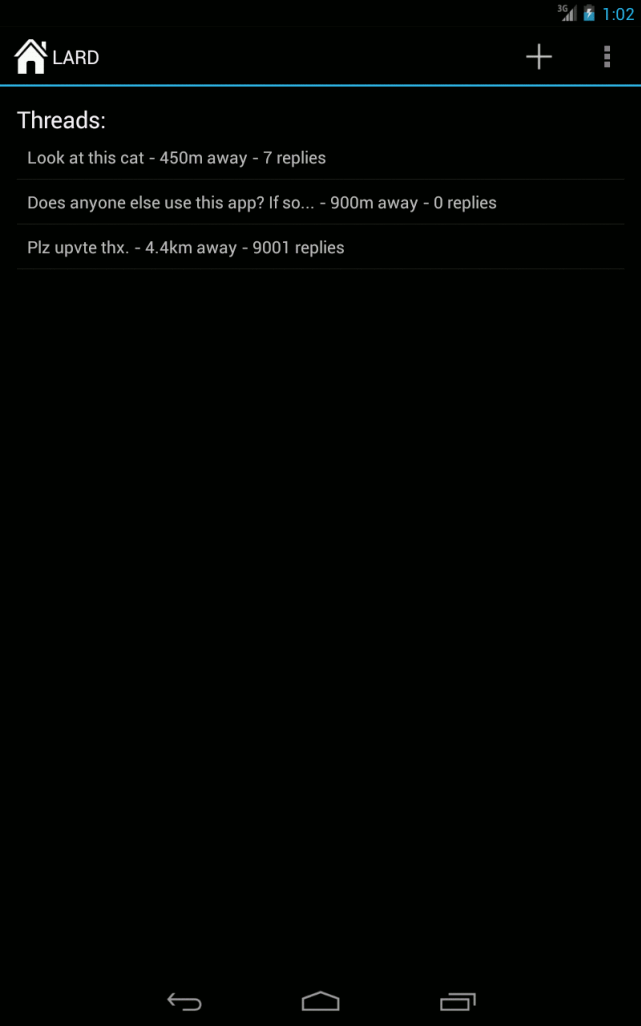 3G 1:02
LARD
Threads:
Look at this cat - 450m away - 7 replies
Does anyone else use this app? If so... - 900m away - 0 replies
Plz upvte thx. - 4.4km away - 9001 replies